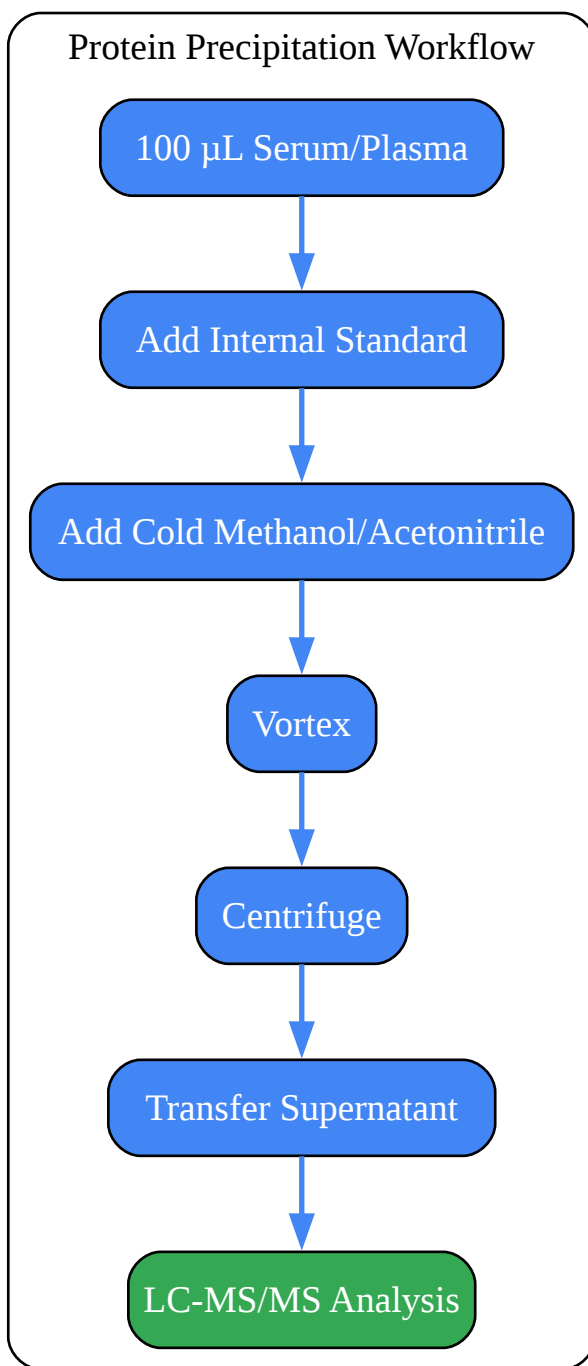 Protein Precipitation Workflow
100 µL Serum/Plasma
Add Internal Standard
Add Cold Methanol/Acetonitrile
Vortex
Centrifuge
Transfer Supernatant
LC-MS/MS Analysis